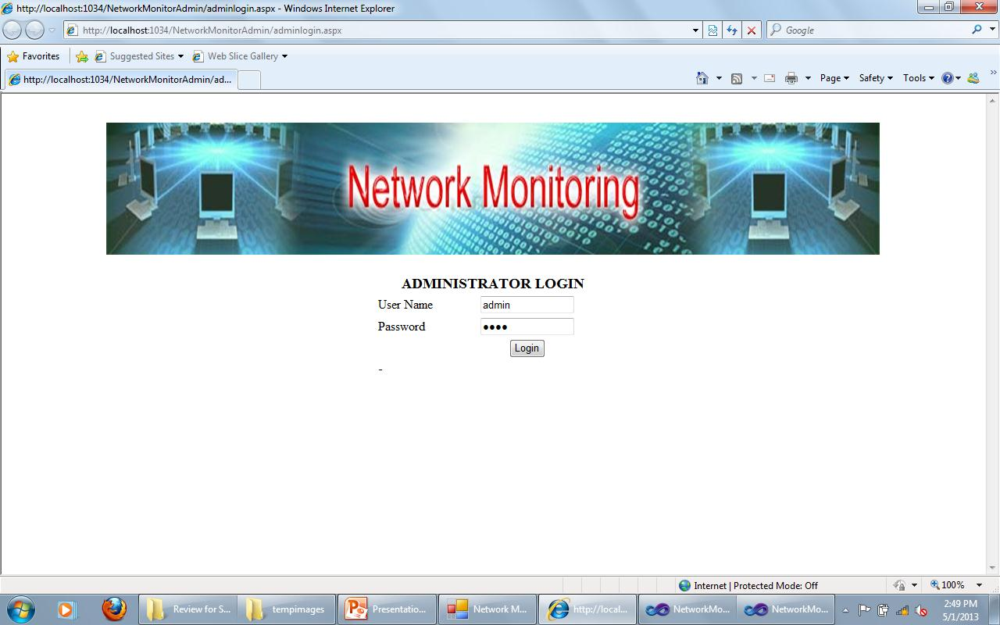 http://localhost:1034/NetworkMonitorAdmin/adminlogin.aspx - Windows Internet Explorer
http://localhost:1034/NetworkMonitorAdmin/adminlogin.aspx
Google
Favorites Suggested Sites Web Slice Gallery
http://localhost:1034/NetworkMonitorAdmin/ad...
Page Safety Tools
Network Monitoring
ADMINISTRATOR LOGIN
User Name admin
Password ••••
Login
-
Internet | Protected Mode: Off
100%
Review for S... tempimages Presentatio... Network M... http://local... NetworkMo... NetworkMo...
2:49 PM
5/1/2013